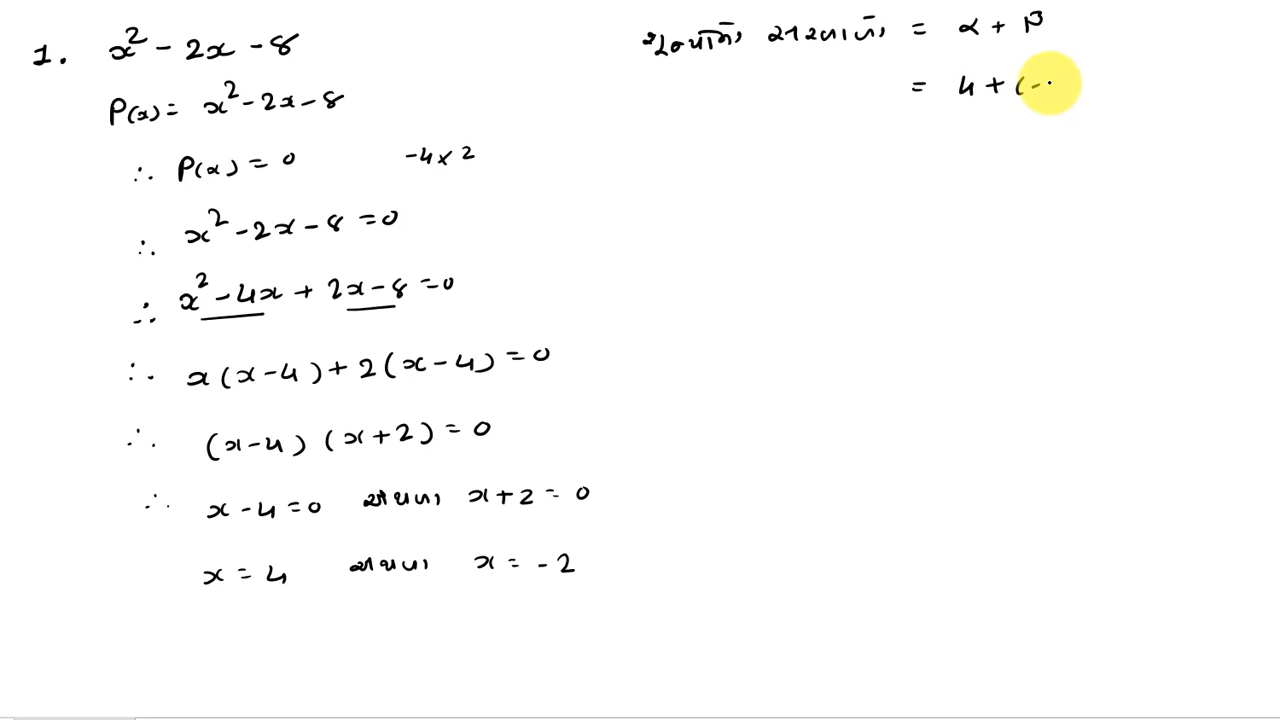 1. x² - 2x - 8
P(x) = x² - 2x - 8
∴ P(x) = 0 -4 x 2
∴ x² - 2x - 8 = 0
∴ x² - 4x + 2x - 8 = 0
∴ x(x-4) + 2(x-4) = 0
∴ (x-4) (x+2) = 0
∴ x - 4 = 0 અથવા x + 2 = 0
x = 4 અથવા x = - 2
શૂન્યોનો સરવાળો = α + β
= 4 + (-